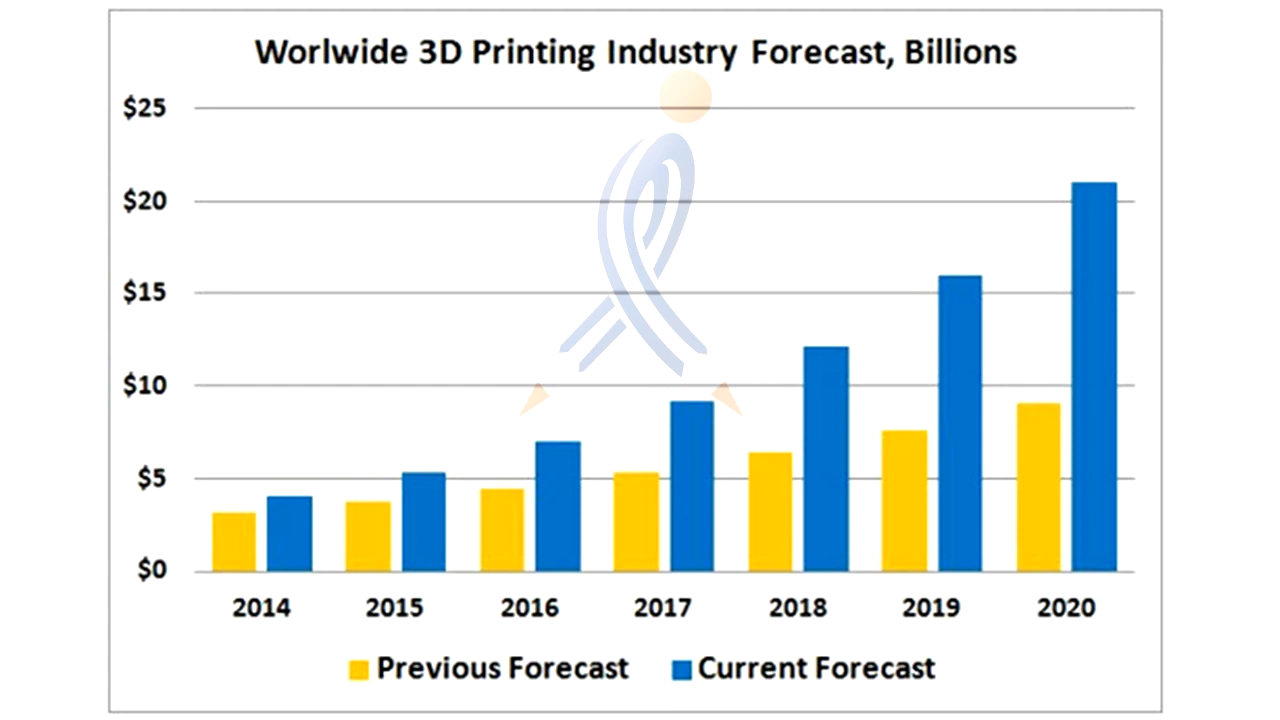 Worlwide 3D Printing Industry Forecast, Billions
$25
$20
$15
$10
$5
$0
2014 2015 2016 2017 2018 2019 2020
Previous Forecast Current Forecast